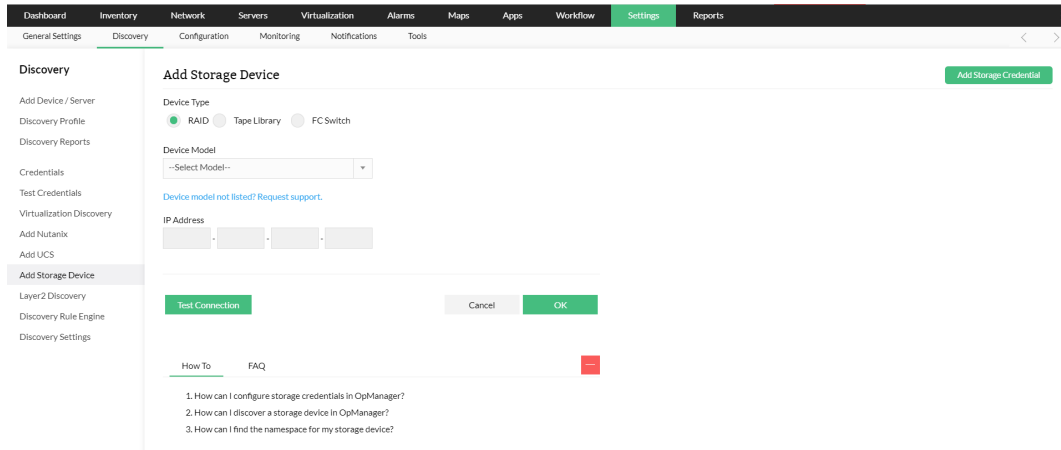 Dashboard Inventory Network Servers Virtualization Alarms Maps Apps Workflow Settings Reports
General Settings Discovery Configuration Monitoring Notifications Tools
Discovery
Add Device / Server
Discovery Profile
Discovery Reports
Credentials
Test Credentials
Virtualization Discovery
Add Nutanix
Add UCS
Add Storage Device
Layer2 Discovery
Discovery Rule Engine
Discovery Settings
Add Storage Device
Add Storage Credential
Device Type
RAID Tape Library FC Switch
Device Model
--Select Model--
Device model not listed? Request support.
IP Address
Test Connection Cancel OK
How To FAQ
1. How can I configure storage credentials in OpManager?
2. How can I discover a storage device in OpManager?
3. How can I find the namespace for my storage device?